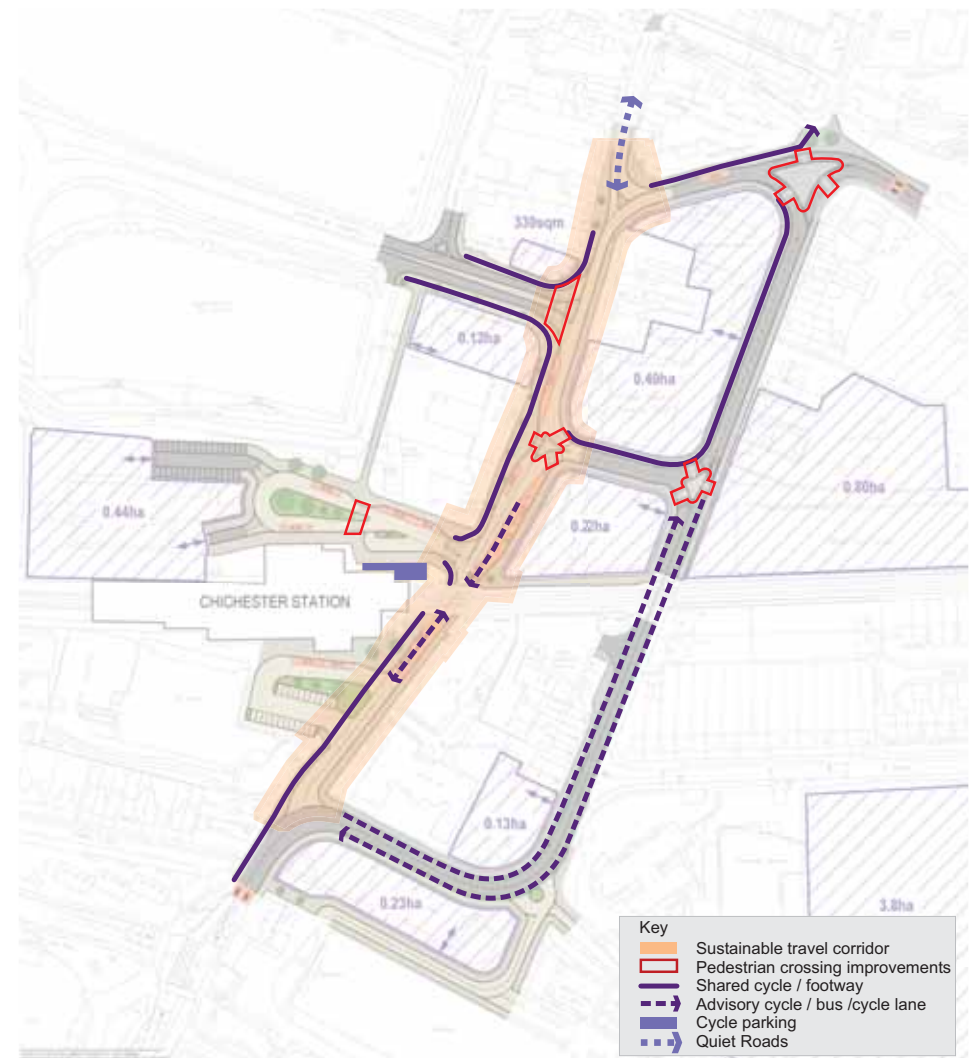 330sqm
0.12ha
0.40ha
0.80ha
0.44ha
0.22ha
CHICHESTER STATION
0.13ha
0.23ha
3.8ha
Key
Sustainable travel corridor
Pedestrian crossing improvements
Shared cycle / footway
Advisory cycle / bus /cycle lane
Cycle parking
Quiet Roads